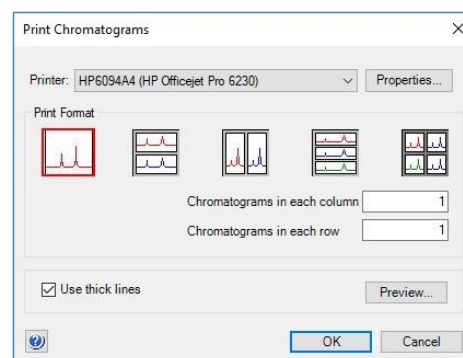 Print Chromatograms
Printer: HP6094A4 (HP Officejet Pro 6230) Properties...
Print Format
Chromatograms in each column 1
Chromatograms in each row 1
Use thick lines Preview...
OK Cancel